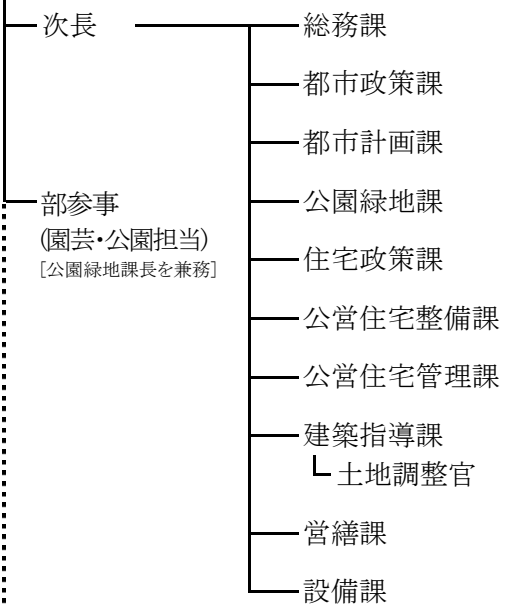 次長
総務課
都市政策課
都市計画課
部参事
(園芸・公園担当)
[公園緑地課長を兼務]
公園緑地課
住宅政策課
公営住宅整備課
公営住宅管理課
建築指導課
土地調整官
営繕課
設備課